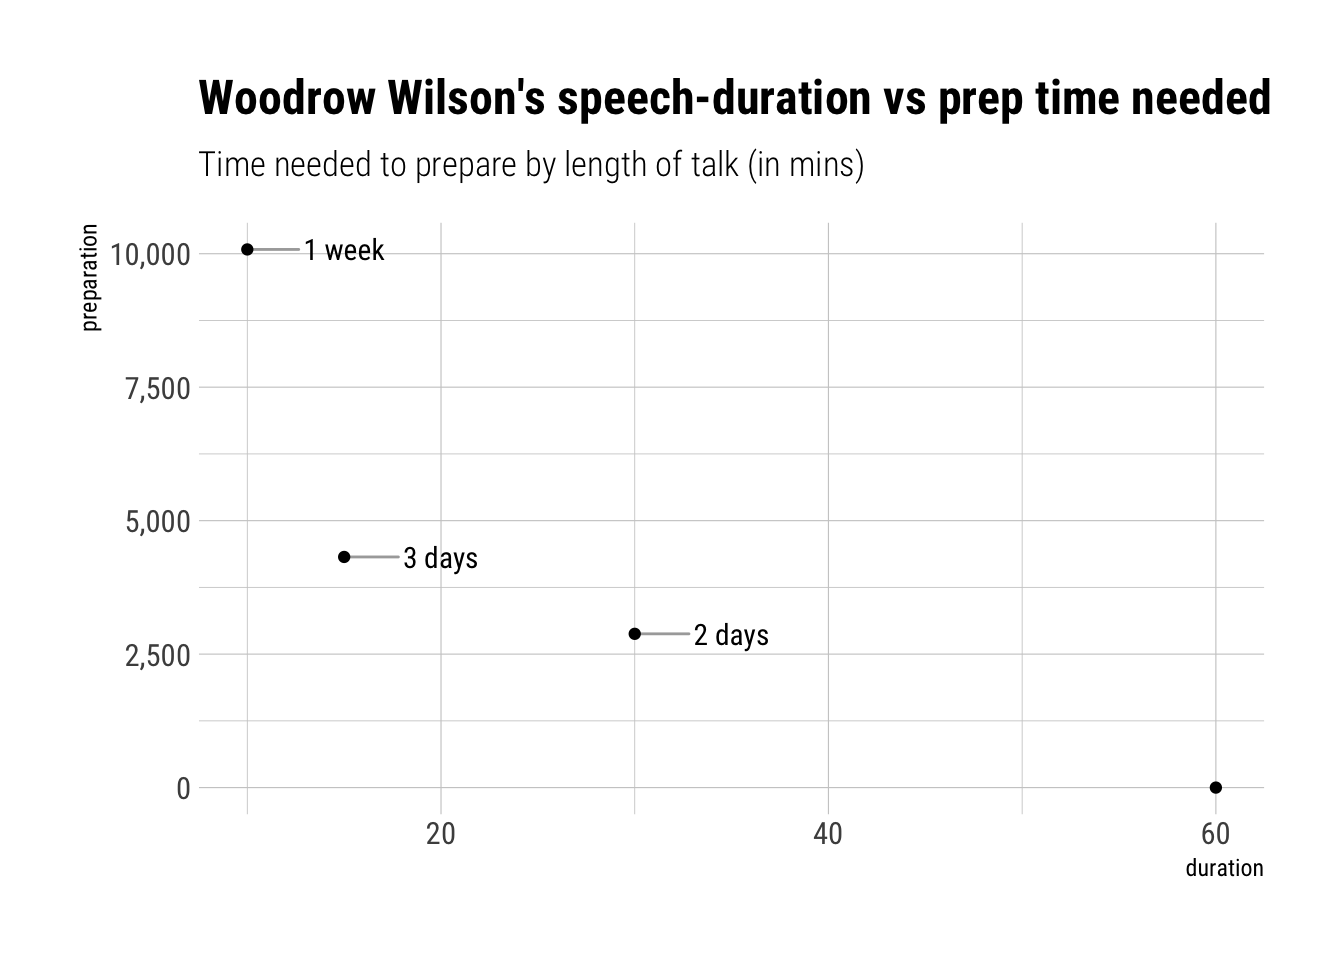 Woodrow Wilson's speech-duration vs prep time needed
Time needed to prepare by length of talk (in mins)
preparation
10,000
7,500
5,000
2,500
0
1 week
3 days
2 days
20
40
60
duration